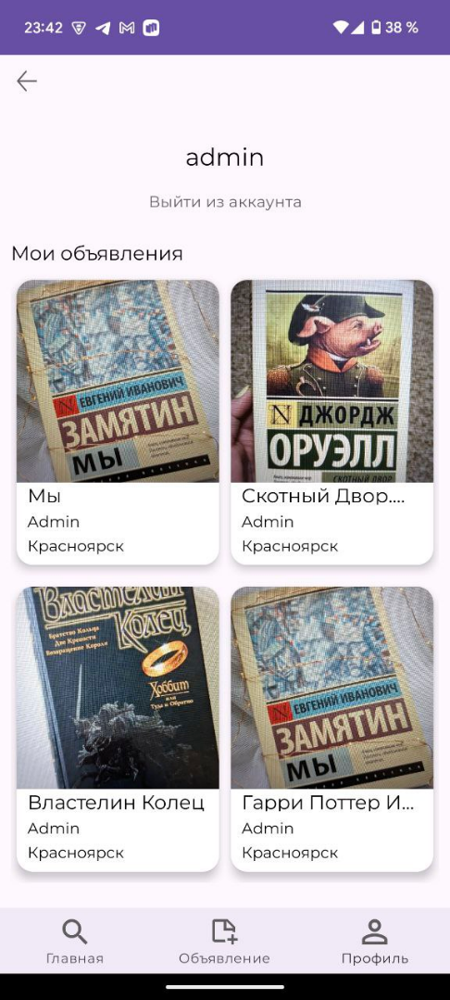 23:42
38 %
admin
Выйти из аккаунта
Мои объявления
ЕВГЕНИЙ ИВАНОВИЧ
ЗАМЯТИН
МЫ
Мы
Admin
Красноярск
N ДЖОРДЖ
ОРУЭЛЛ
СКОТНЫЙ ДВОР
Скотный Двор....
Admin
Красноярск
Властелин
Колец
Братство Кольца
Две Крепости
Возвращение Короля
Хоббит
или
Туда и Обратно
Властелин Колец
Admin
Красноярск
ЕВГЕНИЙ ИВАНОВИЧ
ЗАМЯТИН
МЫ
Гарри Поттер И...
Admin
Красноярск
Главная
Объявление
Профиль